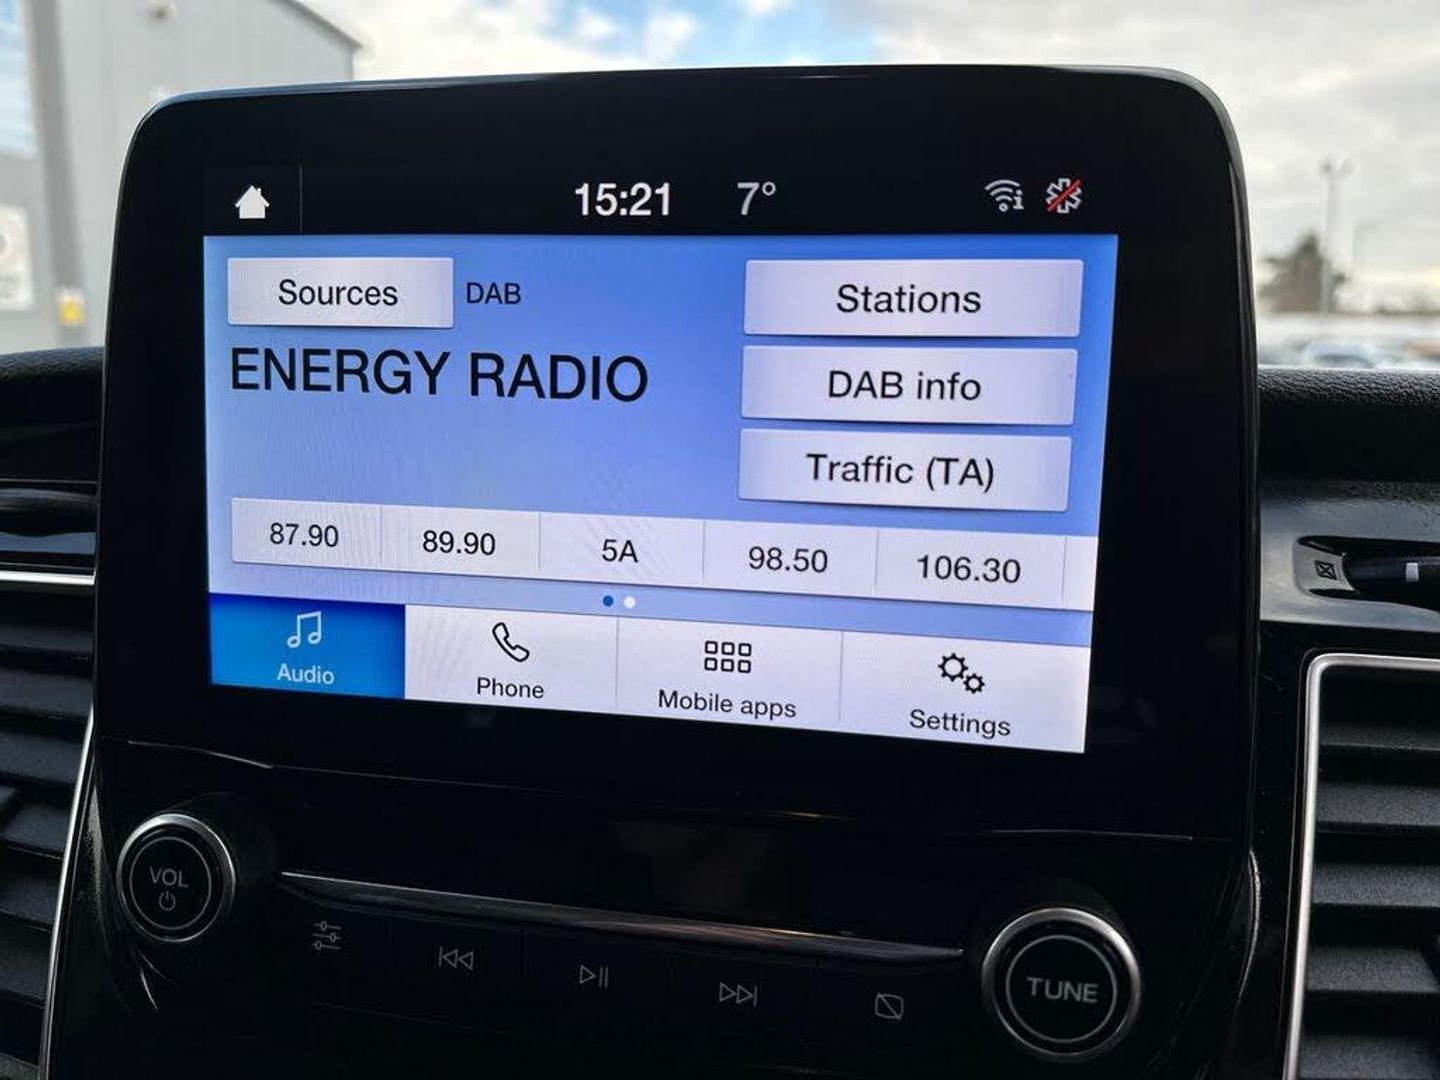 15:21 7°
Sources DAB Stations
ENERGY RADIO
DAB info
Traffic (TA)
87.90 89.90 5A 98.50 106.30
Audio Phone Mobile apps Settings
VOL
TUNE